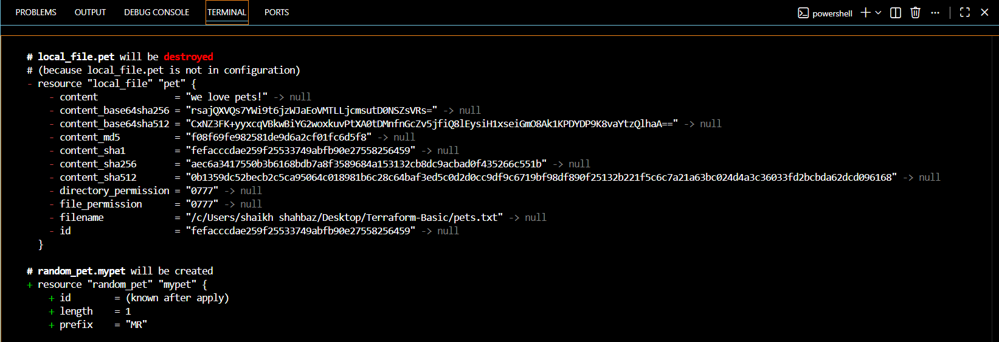 PROBLEMS OUTPUT DEBUG CONSOLE TERMINAL PORTS powershell
# local_file.pet will be destroyed
# (because local_file.pet is not in configuration)
- resource "local_file" "pet" {
- content = "we love pets!" -> null
- content_base64sha256 = "rsajQXVQs7YWi9t6jzWJaEoVMTLLjcmsutD0NSZsVRs=" -> null
- content_base64sha512 = "CxNZ3FK+yyxcqVBkwBiYG2woxkuvPtXA0tDMnfnGcZv5jfiQ8lEysiH1xseiGmO8Ak1KPDYDP9K8vaYtzQlhaA==" -> null
- content_md5 = "f08f69fe982581de9d6a2cf01fc6d5f8" -> null
- content_sha1 = "fefacccdae259f25533749abfb90e27558256459" -> null
- content_sha256 = "aec6a3417550b3b6168bdb7a8f3589684a153132cb8dc9acbad0f435266c551b" -> null
- content_sha512 = "0b1359dc52becb2c5ca95064c018981b6c28c64baf3ed5c0d2d0cc9df9c6719bf98df890f25132b221f5c6c7a21a63bc024d4a3c36033fd2bcbda62dcd096168" -> null
- directory_permission = "0777" -> null
- file_permission = "0777" -> null
- filename = "/c/Users/shaikh shahbaz/Desktop/Terraform-Basic/pets.txt" -> null
- id = "fefacccdae259f25533749abfb90e27558256459" -> null
}
# random_pet.mypet will be created
+ resource "random_pet" "mypet" {
+ id = (known after apply)
+ length = 1
+ prefix = "MR"